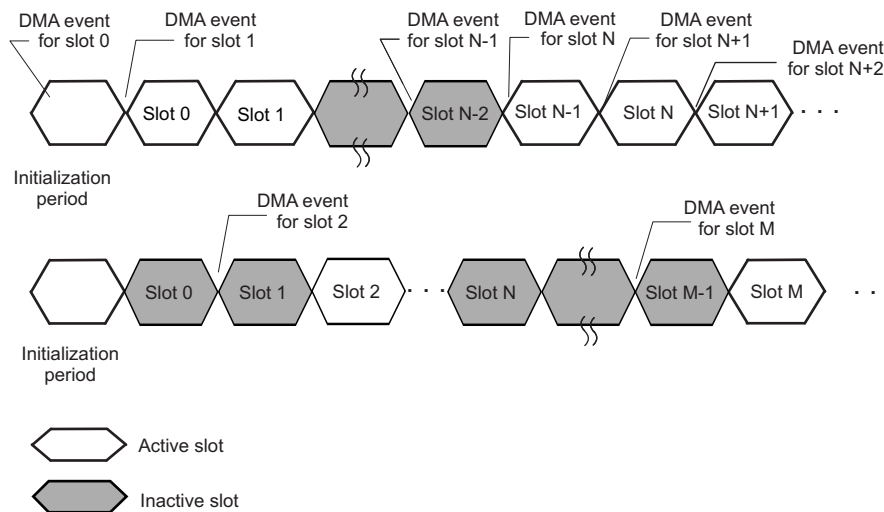 DMA event
for slot 0
DMA event
for slot 1
DMA event
for slot N-1
DMA event
for slot N
DMA event
for slot N+1
DMA event
for slot N+2
Slot 0
Slot 1
Slot N-2
Slot N-1
Slot N
Slot N+1
. . .
Initialization
period
DMA event
for slot 2
DMA event
for slot M
Slot 0
Slot 1
Slot 2
. . .
Slot N
Slot M-1
Slot M
. .
Initialization
period
Active slot
Inactive slot